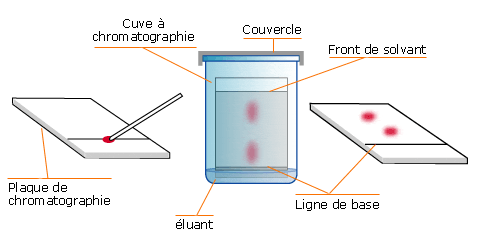 Cuve à
chromatographie
Couvercle
Front de solvant
Plaque de
chromatographie
éluant
Ligne de base